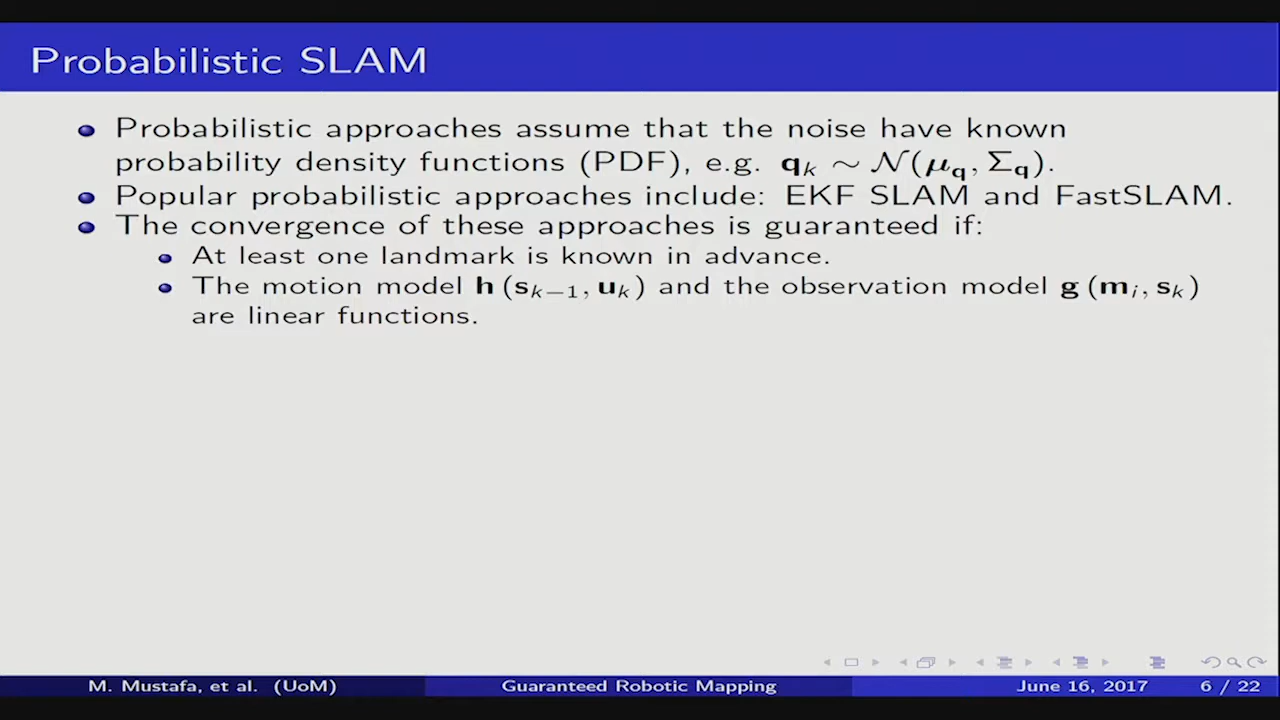 Probabilistic SLAM
Probabilistic approaches assume that the noise have known
probability density functions (PDF), e.g. q_k ∼ 𝒩(μ_q, Σ_q).
Popular probabilistic approaches include: EKF SLAM and FastSLAM.
The convergence of these approaches is guaranteed if:
At least one landmark is known in advance.
The motion model h (s_{k−1}, u_k) and the observation model g (m_i, s_k)
are linear functions.
M. Mustafa, et al. (UoM) Guaranteed Robotic Mapping June 16, 2017 6 / 22